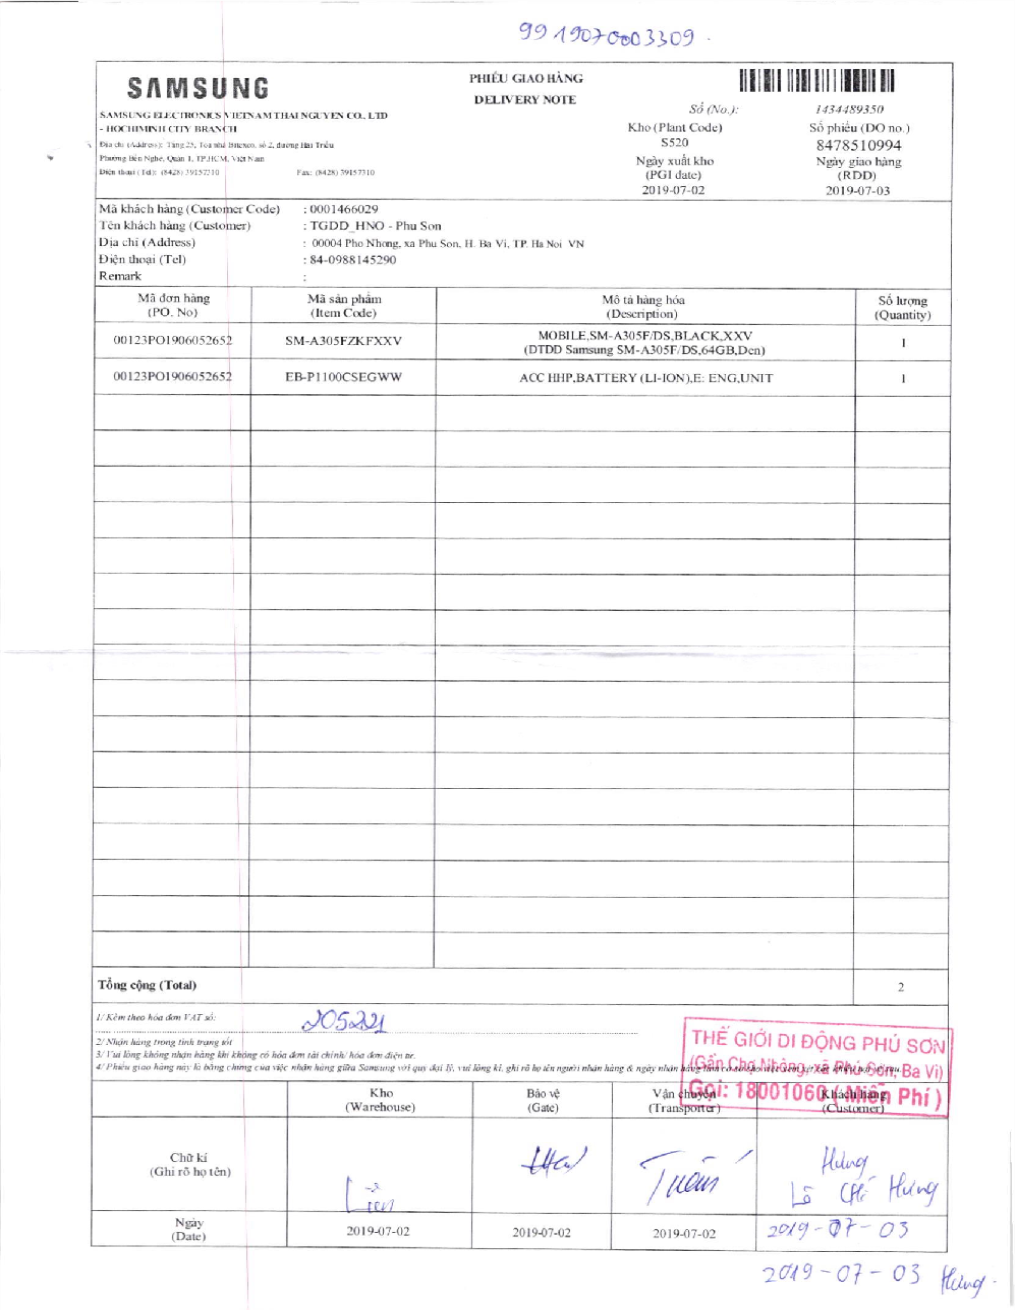 9919070003309
SAMSUNG
SAMSUNG ELECTRONICS VIETNAM THAI NGUYEN CO., LTD
- HOCHIMINH CITY BRANCH
Địa chỉ (Address): Tầng 25, Toà nhà Bitexco, số 2, đường Hải Triều
Phường Bến Nghé, Quận 1, TP.HCM, Việt Nam
Điện thoại (Tel): (8428) 39157310 Fax: (8428) 39157310
PHIẾU GIAO HÀNG
DELIVERY NOTE
Số (No.): 1434489350
Kho (Plant Code) Số phiếu (DO no.)
S520 8478510994
Ngày xuất kho Ngày giao hàng
(PGI date) (RDD)
2019-07-02 2019-07-03
Mã khách hàng (Customer Code) : 0001466029
Tên khách hàng (Customer) : TGDD_HNO - Phu Son
Địa chỉ (Address) : 00004 Pho Nhong, xa Phu Son, H. Ba Vi, TP. Ha Noi VN
Điện thoại (Tel) : 84-0988145290
Remark :
Mã đơn hàng Mã sản phẩm Mô tả hàng hóa Số lượng
(PO. No) (Item Code) (Description) (Quantity)
00123PO1906052652 SM-A305FZKFXXV MOBILE,SM-A305F/DS,BLACK,XXV 1
(DTDD Samsung SM-A305F/DS,64GB,Den)
00123PO1906052652 EB-P1100CSEGWW ACC HHP,BATTERY (LI-ION),E: ENG,UNIT 1
Tổng cộng (Total) 2
1/ Kèm theo hóa đơn VAT số: 205221
2/ Nhận hàng trong tình trạng tốt
3/ Vui lòng không nhận hàng khi không có hóa đơn tài chính/ hóa đơn điện tử.
4/ Phiếu giao hàng này là bằng chứng của việc nhận hàng giữa Samsung với quý đại lý, vui lòng kí, ghi rõ họ tên người nhận hàng & ngày nhận hàng
THẾ GIỚI DI ĐỘNG PHÚ SƠN
(Gần Chợ Nhông, xã Phú Sơn, Ba Vì)
Gọi: 18001060 ( Miễn Phí )
Kho Bảo vệ Vận chuyển Khách hàng
(Warehouse) (Gate) (Transporter) (Customer)
Chữ kí
(Ghi rõ họ tên)
Liên Tuấn Hưng
Lê Chí Hưng
Ngày
(Date)
2019-07-02 2019-07-02 2019-07-02 2019-07-03
2019-07-03 Hưng